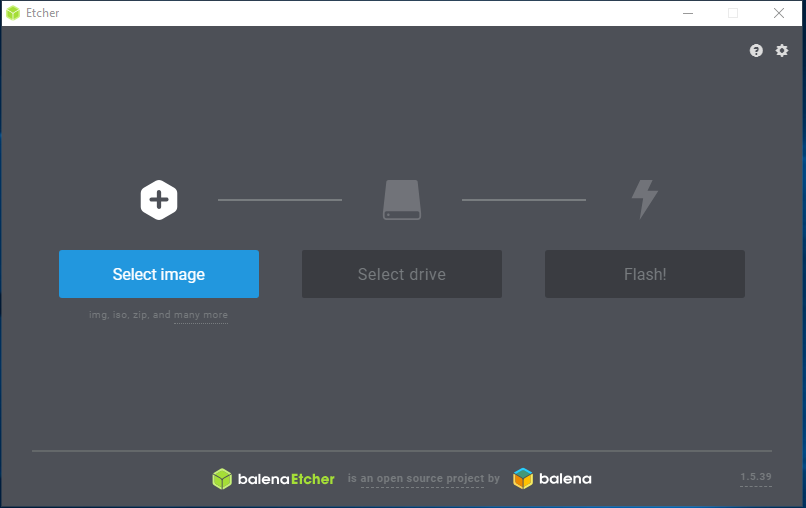 Etcher
Select image
Select drive
Flash!
img, iso, zip, and many more
balenaEtcher is an open source project by balena
1.5.39